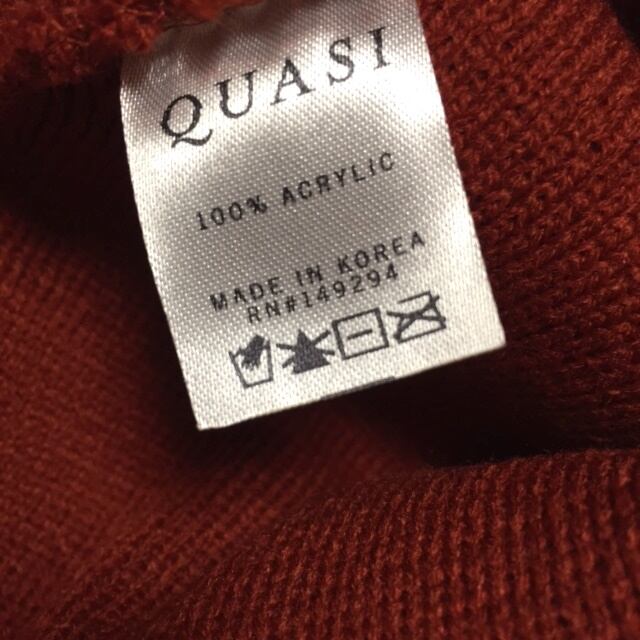 QUASI
100% ACRYLIC
MADE IN KOREA
RN#149294